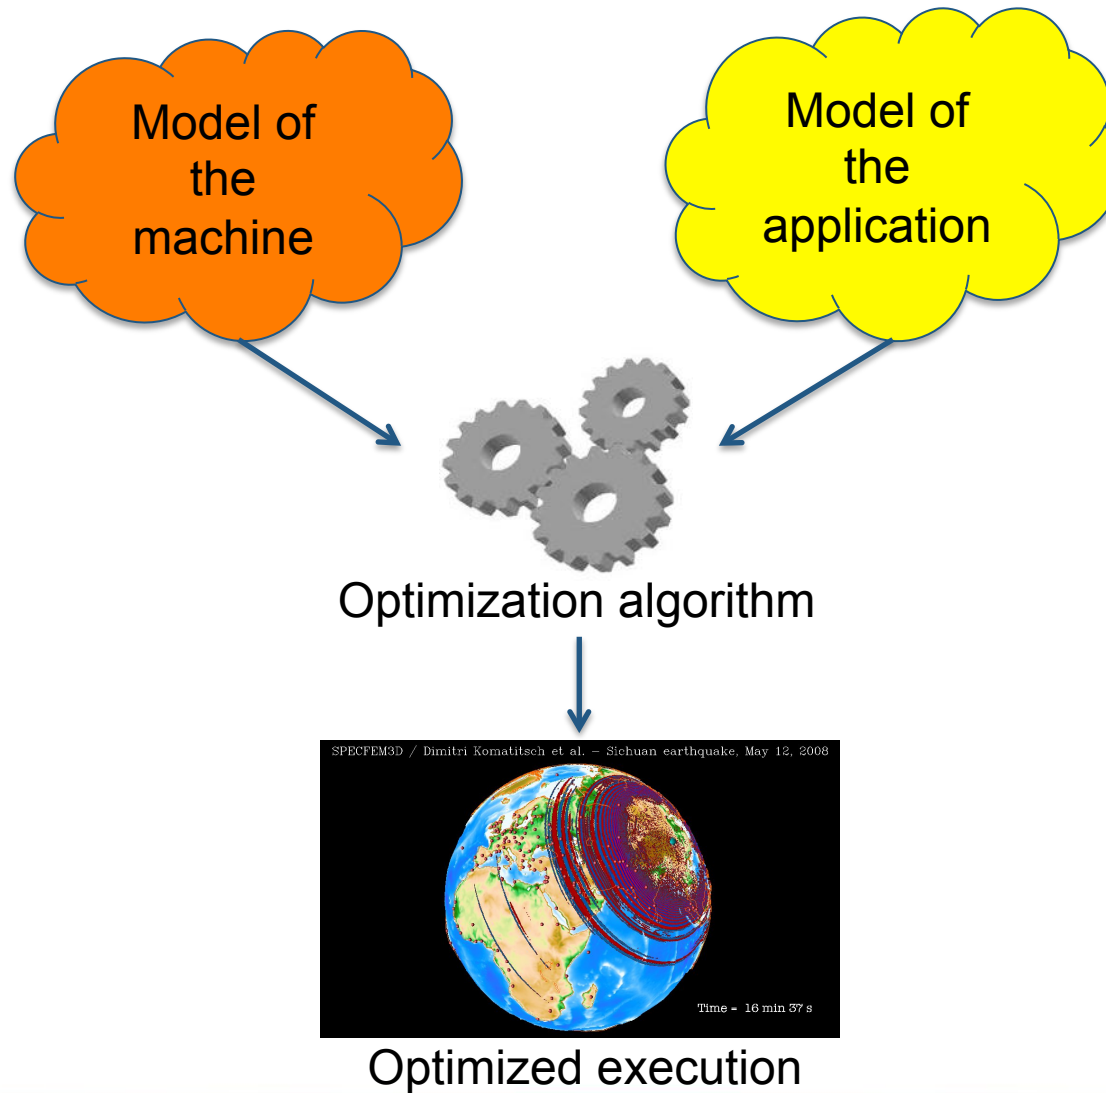 Model of
the
machine
Model of
the
application
Optimization algorithm
SPECFEM3D / Dimitri Komatitsch et al. – Sichuan earthquake, May 12, 2008
Time = 16 min 37 s
Optimized execution